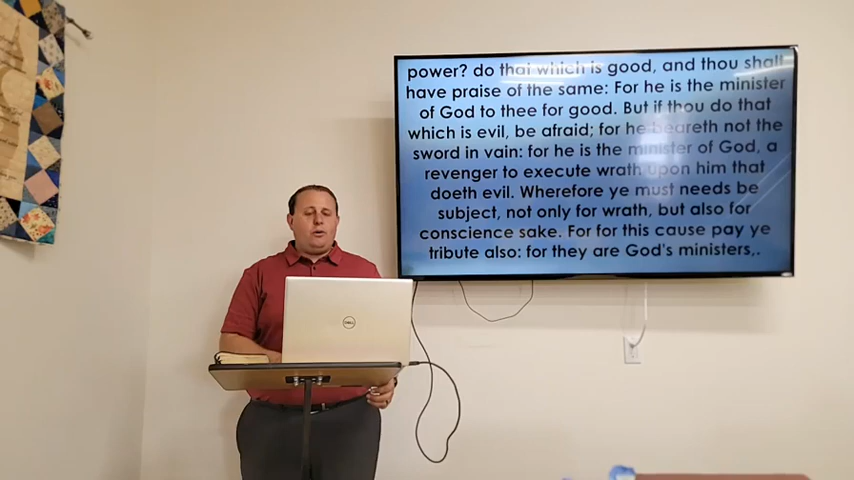 power? do that which is good, and thou shall
have praise of the same: For he is the minister
of God to thee for good. But if thou do that
which is evil, be afraid; for he beareth not the
sword in vain: for he is the minister of God, a
revenger to execute wrath upon him that
doeth evil. Wherefore ye must needs be
subject, not only for wrath, but also for
conscience sake. For for this cause pay ye
tribute also: for they are God's ministers,..
DELL